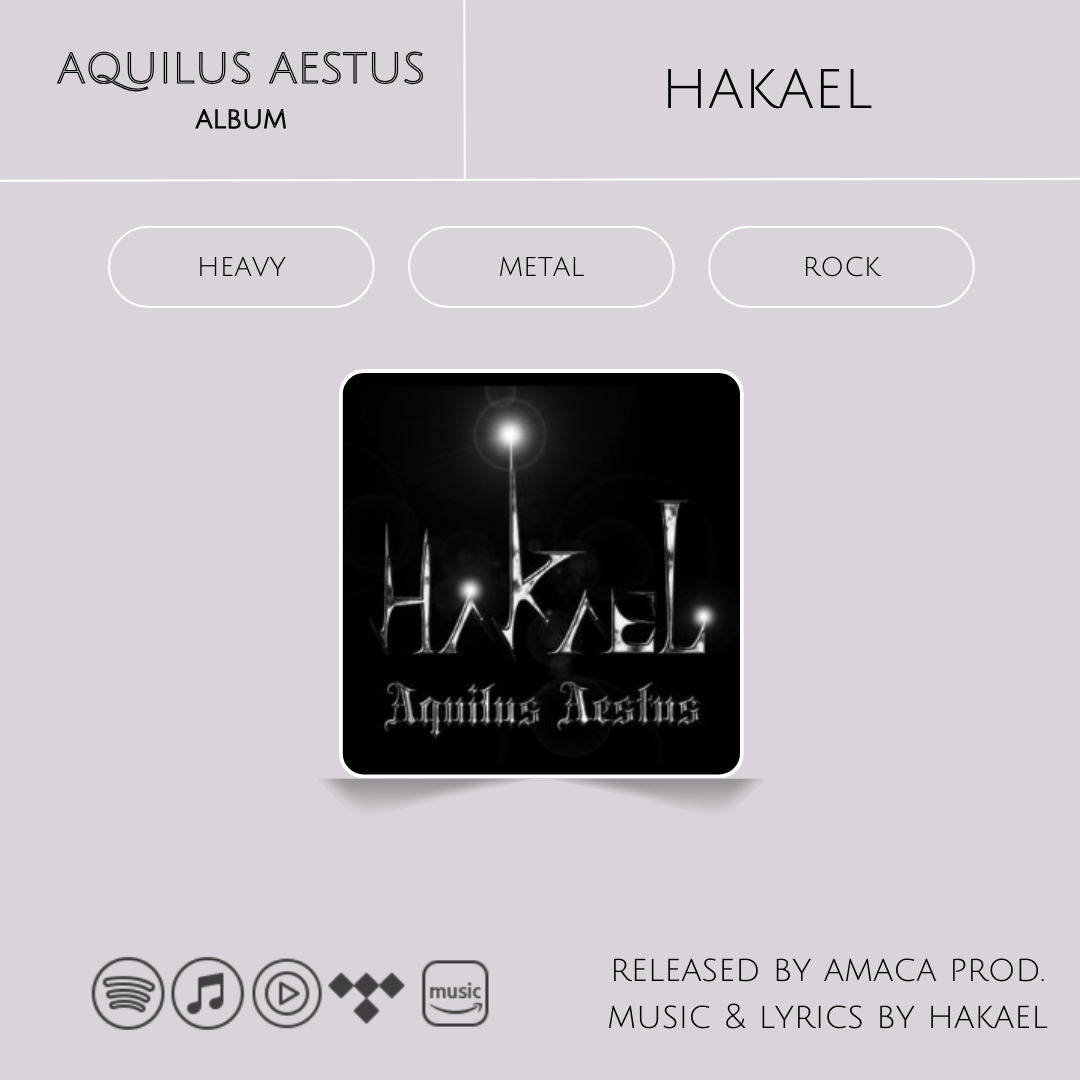 AQUILUS AESTUS
ALBUM
HAKAEL
HEAVY
METAL
ROCK
HAKAEL
Aquilus Aestus
music
RELEASED BY AMACA PROD.
MUSIC & LYRICS BY HAKAEL